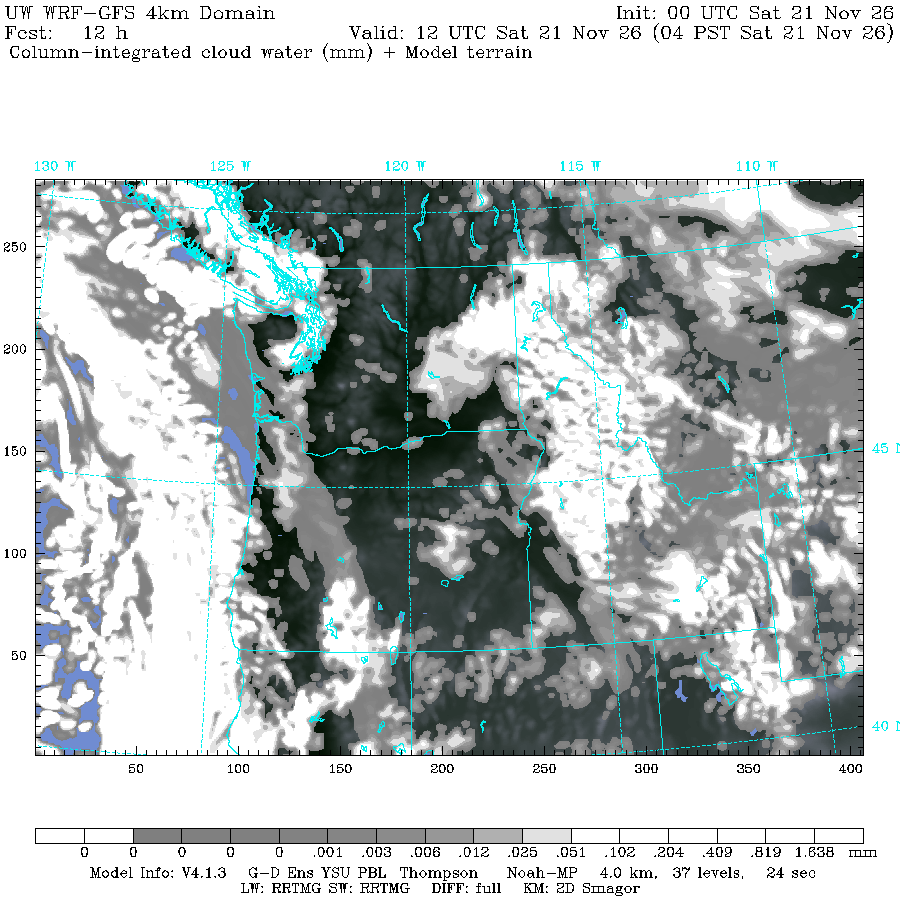 UW WRF-GFS 4km Domain Init: 00 UTC Sat 21 Nov 26
Fcst: 12 h Valid: 12 UTC Sat 21 Nov 26 (04 PST Sat 21 Nov 26)
Column-integrated cloud water (mm) + Model terrain
130 W 125 W 120 W 115 W 110 W
250
200
150 45 N
100
50
40 N
50 100 150 200 250 300 350 400
0 0 0 0 .001 .003 .006 .012 .025 .051 .102 .204 .409 .819 1.638 mm
Model Info: V4.1.3 G-D Ens YSU PBL Thompson Noah-MP 4.0 km, 37 levels, 24 sec
LW: RRTMG SW: RRTMG DIFF: full KM: 2D Smagor